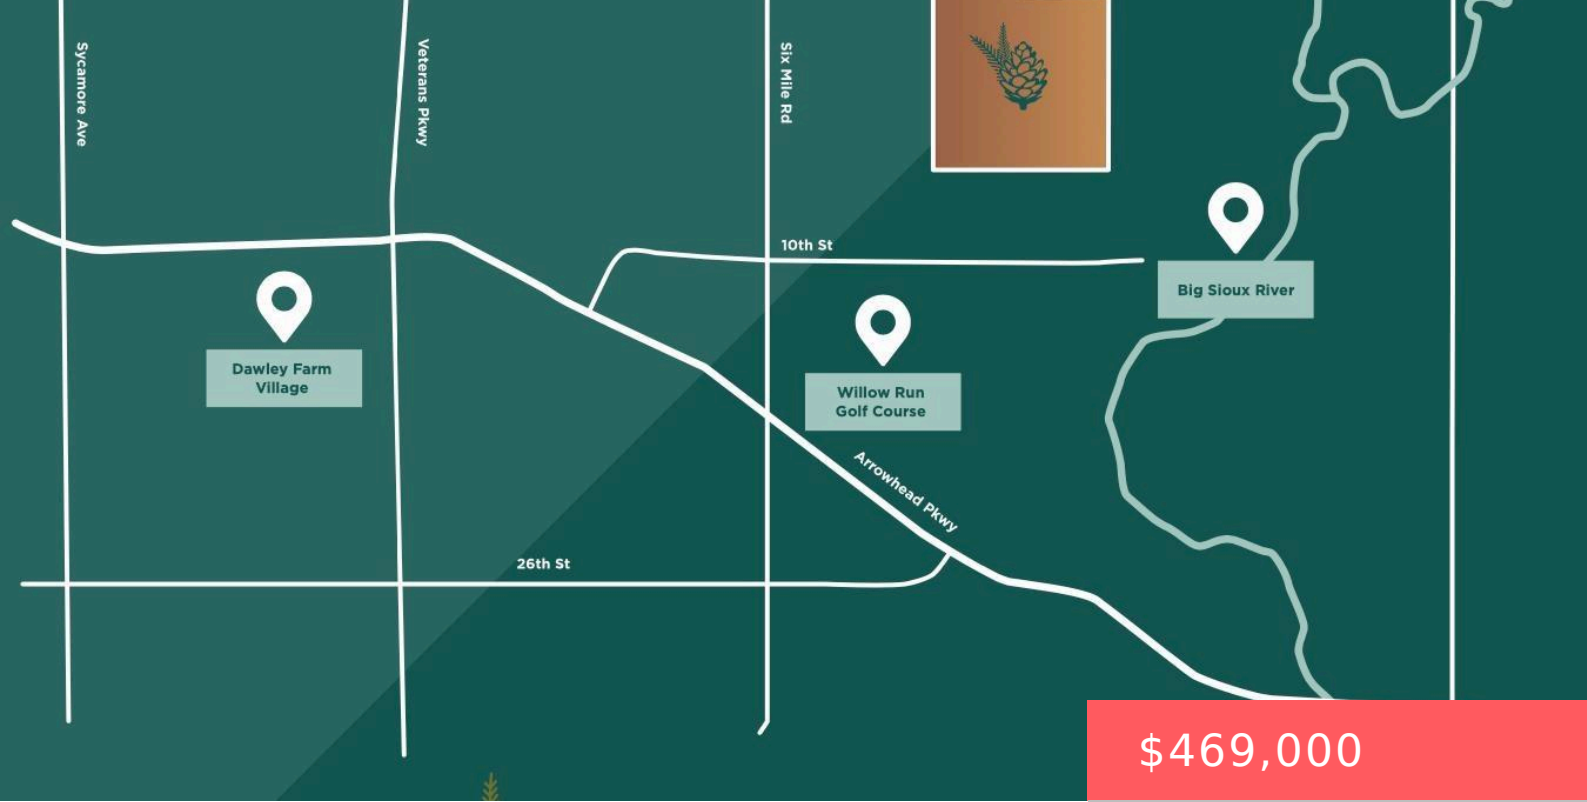 Sycamore Ave
Veterans Pkwy
Six Mile Rd
10th St
Big Sioux River
Dawley Farm
Village
Willow Run
Golf Course
Arrowhead Pkwy
26th St
$469,000